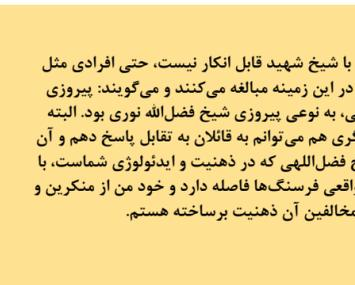 با شیخ شهید قابل انکار نیست، حتی افرادی مثل
در این زمینه مبالغه می‌کنند و می‌گویند: پیروزی
به نوعی پیروزی شیخ فضل‌الله نوری بود. البته
هم می‌توانم به قائلان به تقابل پاسخ دهم و آن
فضل‌اللهی که در ذهنیت و ایدئولوژی شماست، با
واقعی فرسنگ‌ها فاصله دارد و خود من از منکرین و
مخالفین آن ذهنیت برساخته هستم.